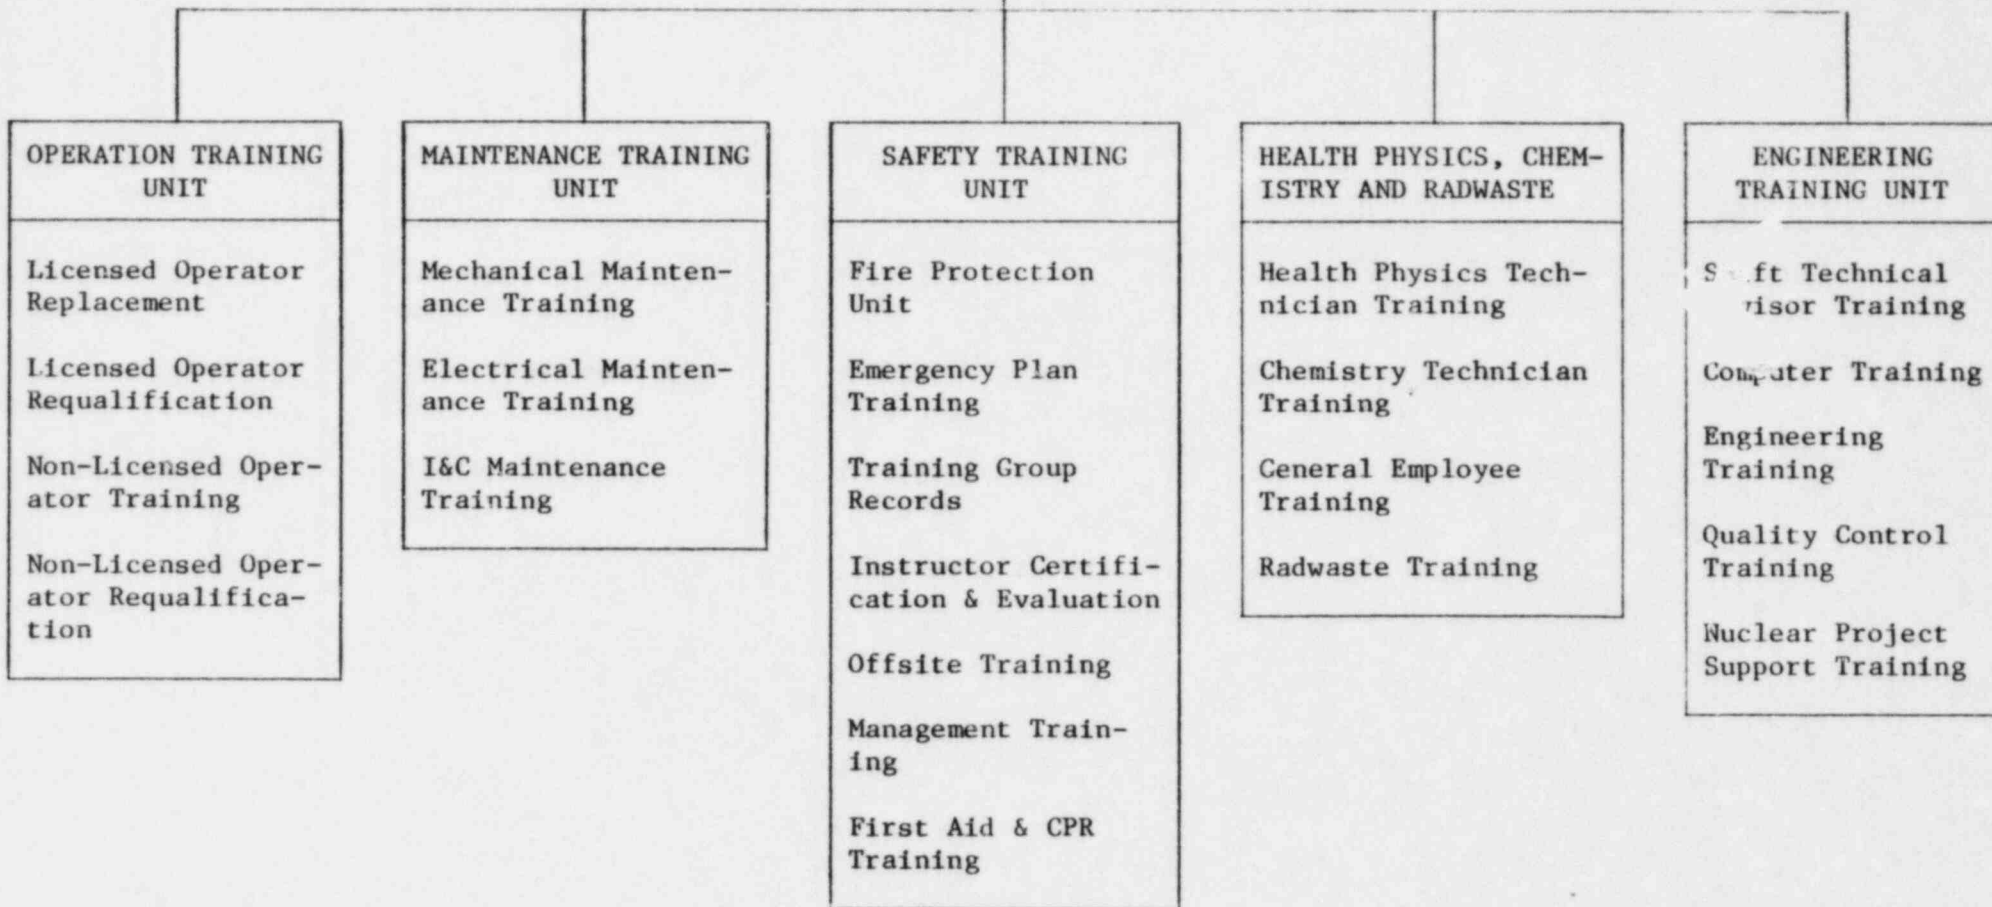 OPERATION TRAINING
UNIT
Licensed Operator
Replacement
Licensed Operator
Requalification
Non-Licensed Oper-
ator Training
Non-Licensed Oper-
ator Requalifica-
tion
MAINTENANCE TRAINING
UNIT
Mechanical Mainten-
ance Training
Electrical Mainten-
ance Training
I&C Maintenance
Training
SAFETY TRAINING
UNIT
Fire Protection
Unit
Emergency Plan
Training
Training Group
Records
Instructor Certifi-
cation & Evaluation
Offsite Training
Management Train-
ing
First Aid & CPR
Training
HEALTH PHYSICS, CHEM-
ISTRY AND RADWASTE
Health Physics Tech-
nician Training
Chemistry Technician
Training
General Employee
Training
Radwaste Training
ENGINEERING
TRAINING UNIT
Technical
Training
Computer Training
Engineering
Training
Quality Control
Training
Nuclear Project
Support Training